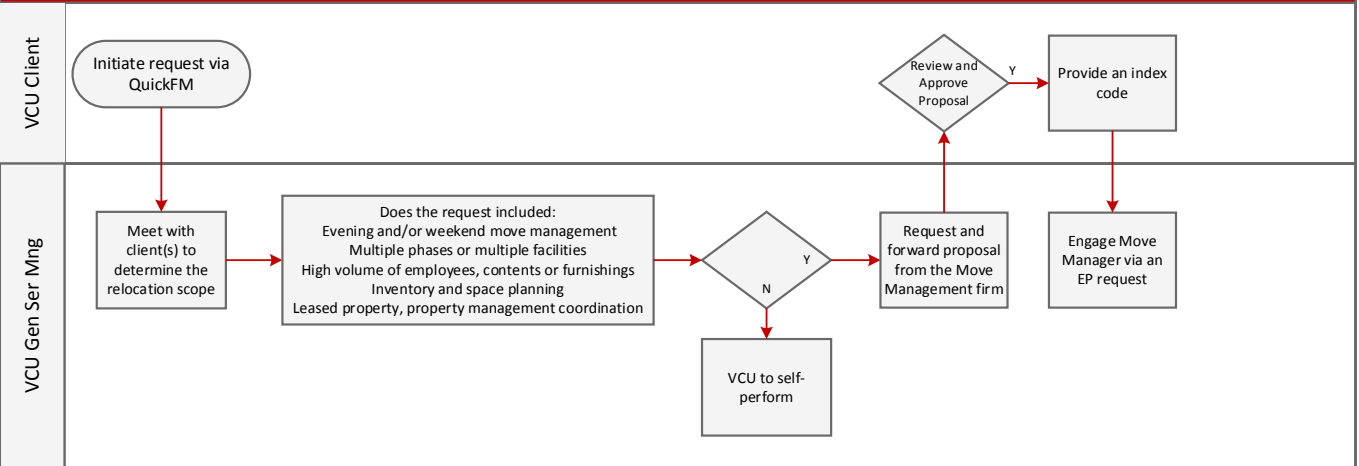 VCU Client
Initiate request via
QuickFM
Review and
Approve
Proposal
Y
Provide an index
code
VCU Gen Ser Mng
Meet with
client(s) to
determine the
relocation scope
Does the request included:
Evening and/or weekend move management
Multiple phases or multiple facilities
High volume of employees, contents or furnishings
Inventory and space planning
Leased property, property management coordination
Y
N
VCU to self-
perform
Request and
forward proposal
from the Move
Management firm
Engage Move
Manager via an
EP request